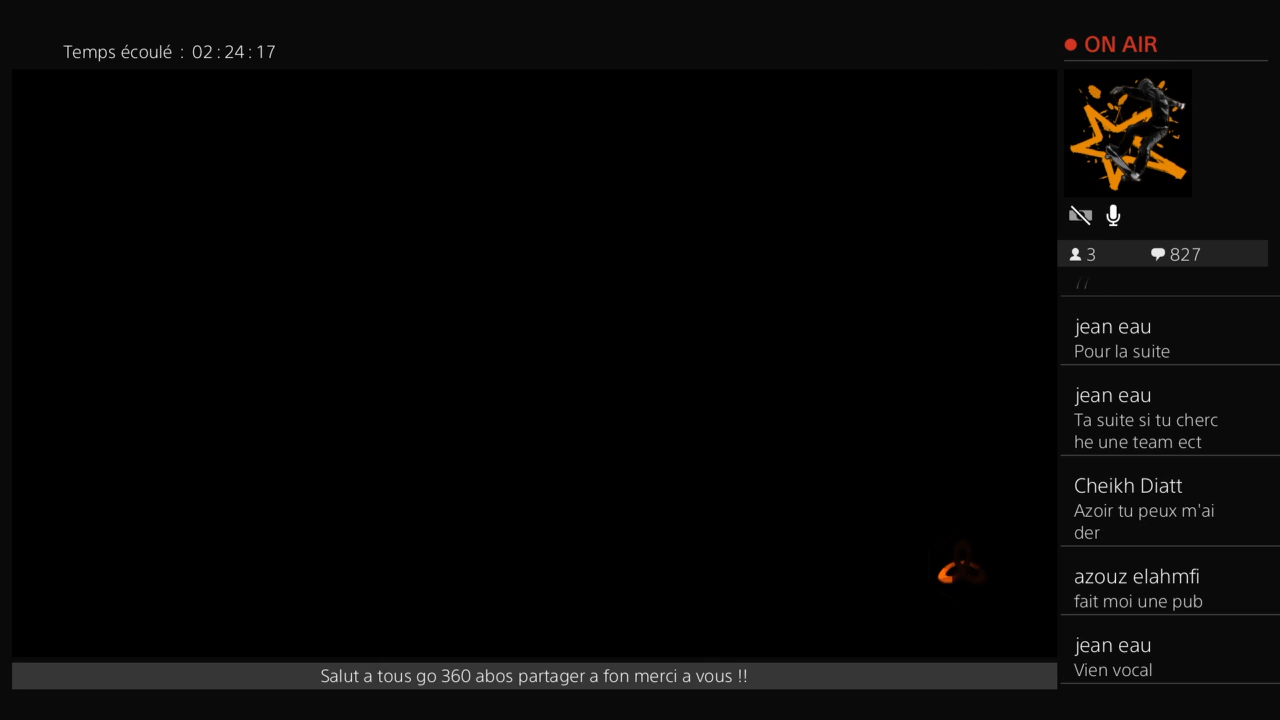 Temps écoulé : 02:24:17
ON AIR
3 827
jean eau
Pour la suite
jean eau
Ta suite si tu cherc
he une team ect
Cheikh Diatt
Azoir tu peux m'ai
der
azouz elahmfi
fait moi une pub
jean eau
Vien vocal
Salut a tous go 360 abos partager a fon merci a vous !!